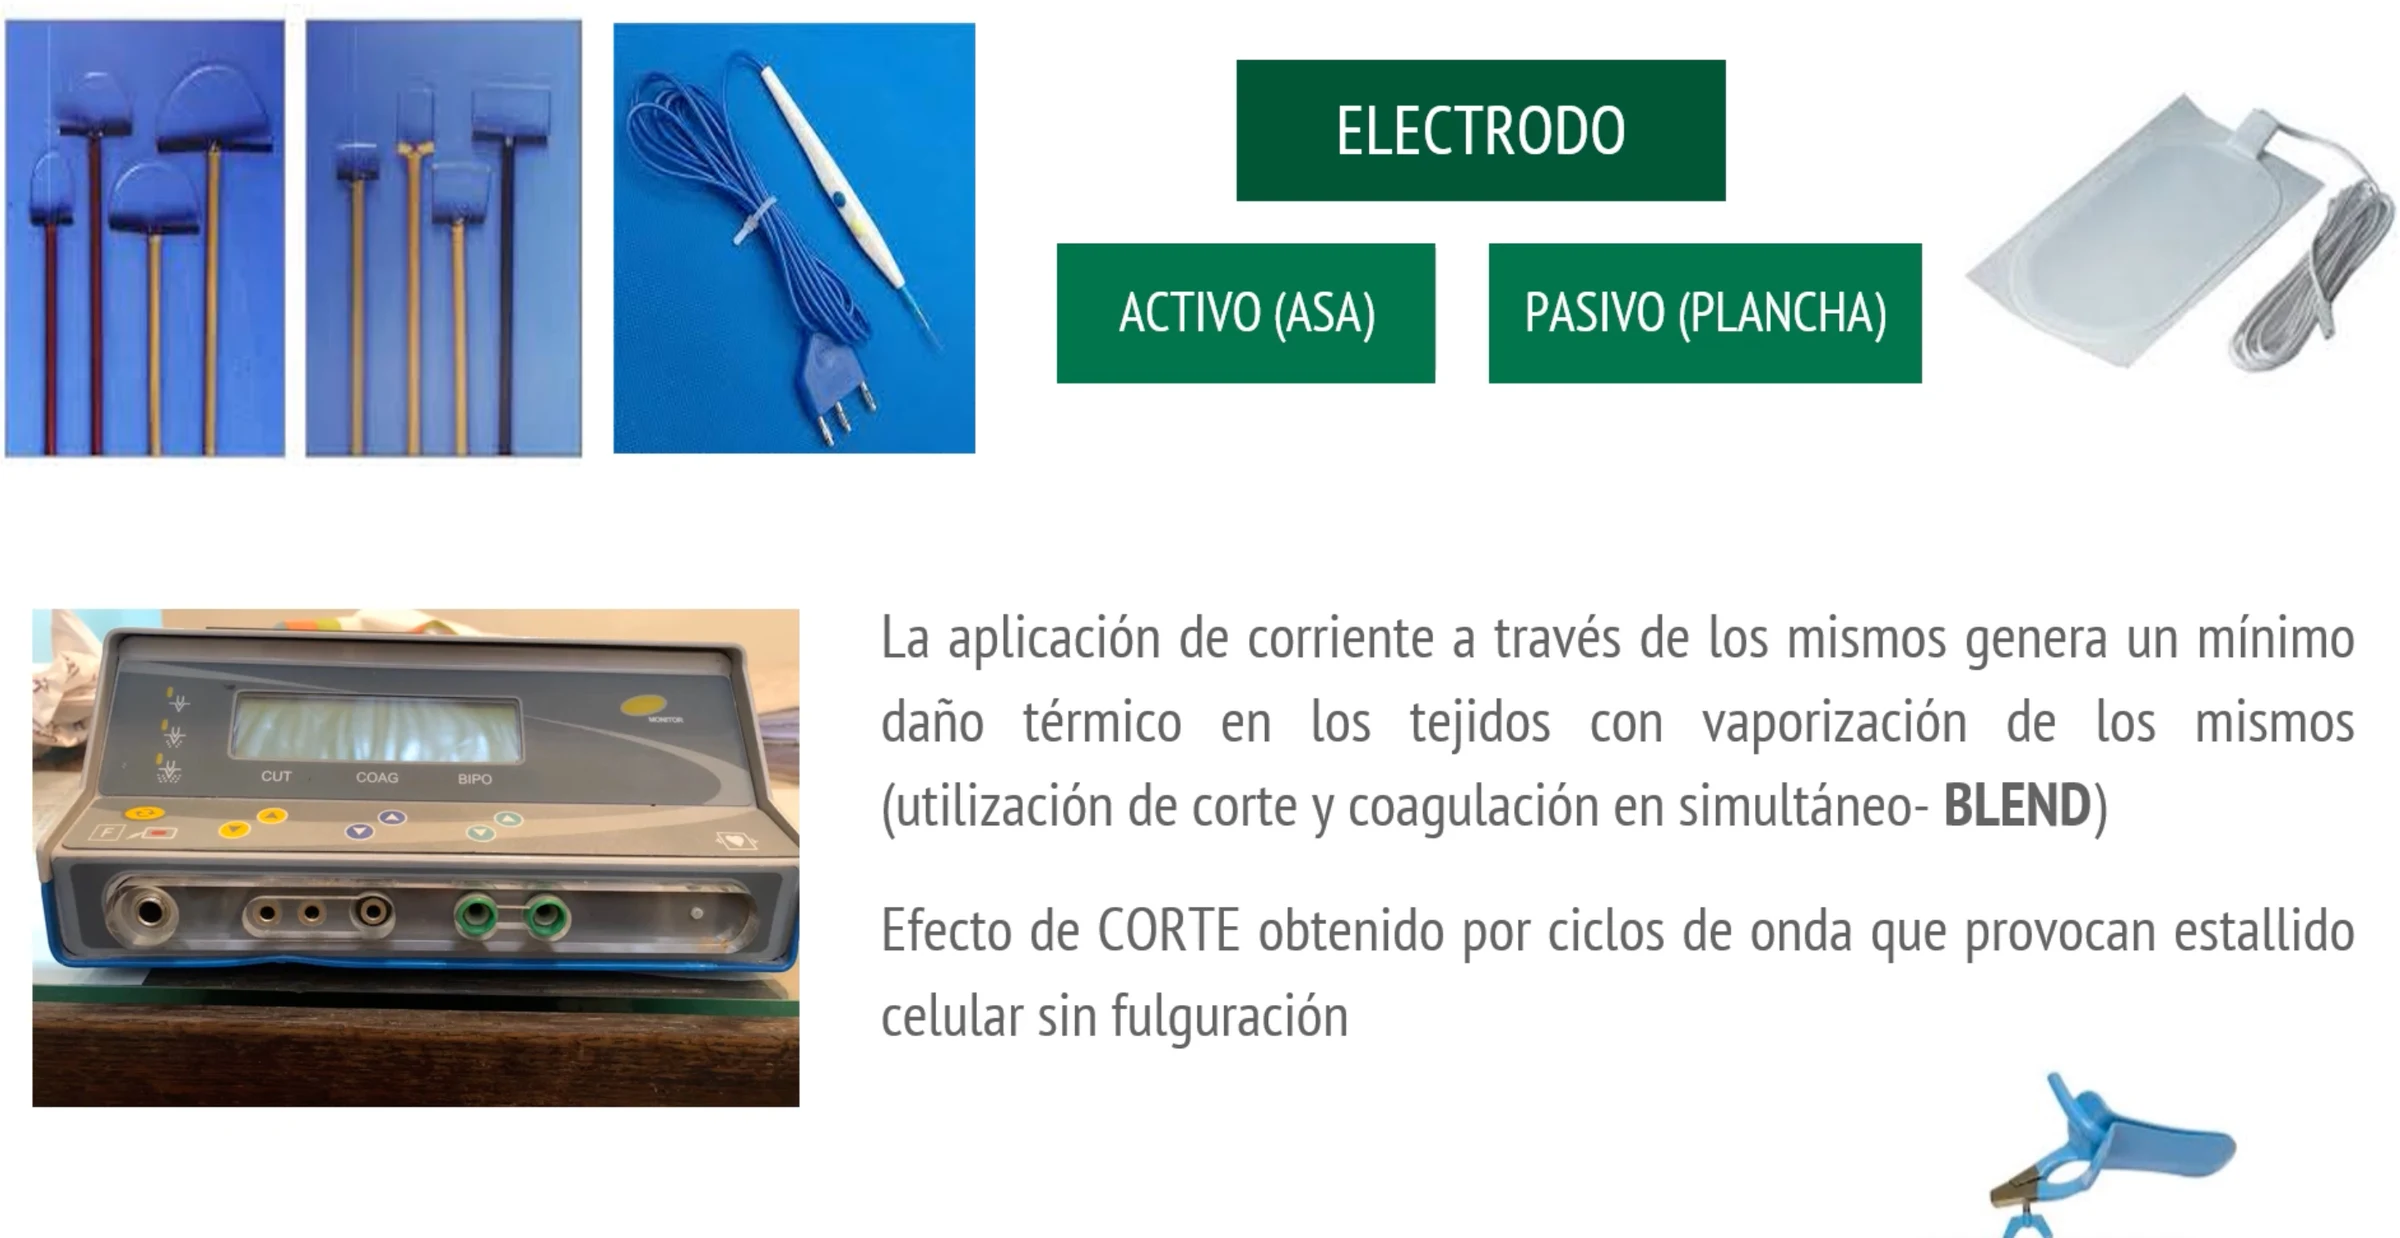 ELECTRODO
ACTIVO (ASA)
PASIVO (PLANCHA)
MONITOR
CUT
COAG
BIPO
F
La aplicación de corriente a través de los mismos genera un mínimo
daño térmico en los tejidos con vaporización de los mismos
(utilización de corte y coagulación en simultáneo- BLEND)
Efecto de CORTE obtenido por ciclos de onda que provocan estallido
celular sin fulguración